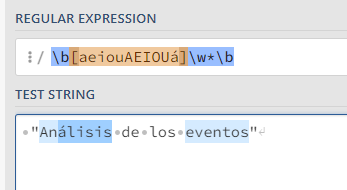 REGULAR EXPRESSION
⋮ / \b[aeiouAEIOUá]\w*\b
TEST STRING
·"Análisis·de·los·eventos"↵